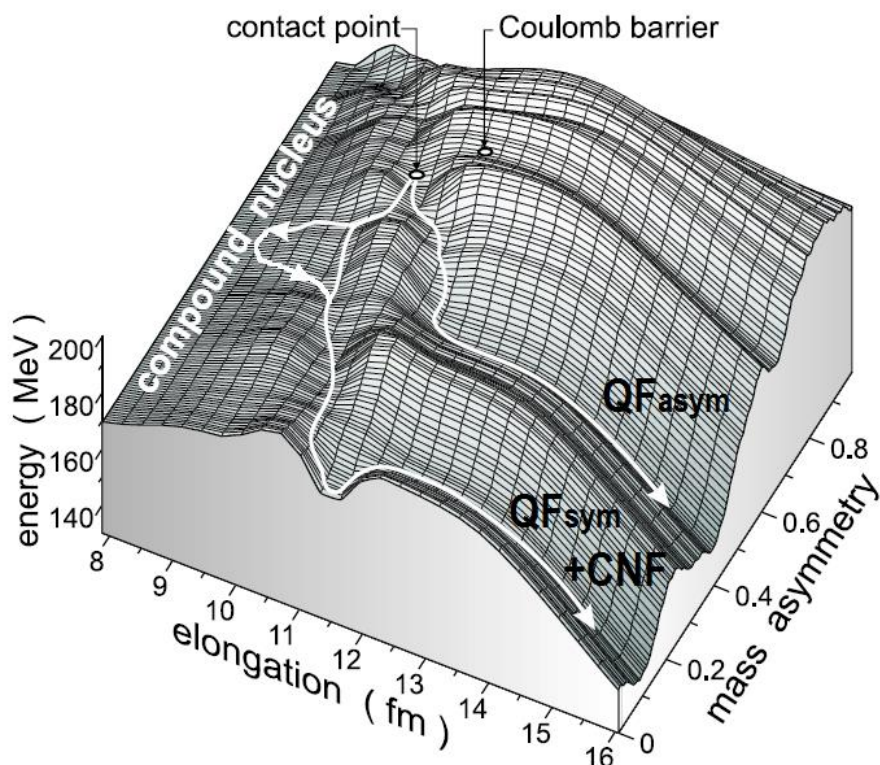 contact point
Coulomb barrier
compound nucleus
QFasym
QFsym
+CNF
energy ( MeV )
200
180
160
140
8
9
10
11
12
13
14
15
16
elongation ( fm )
0
0.2
0.4
0.6
0.8
mass asymmetry